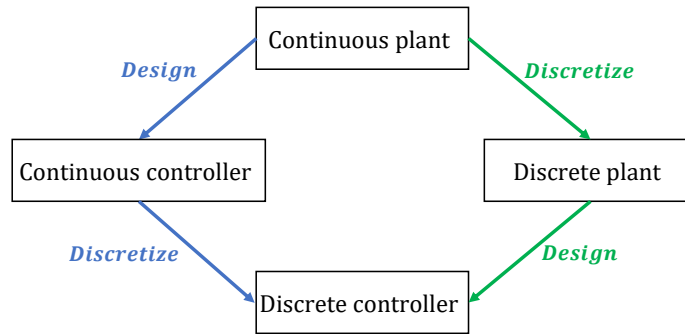 Continuous plant
Design
Discretize
Continuous controller
Discrete plant
Discretize
Design
Discrete controller